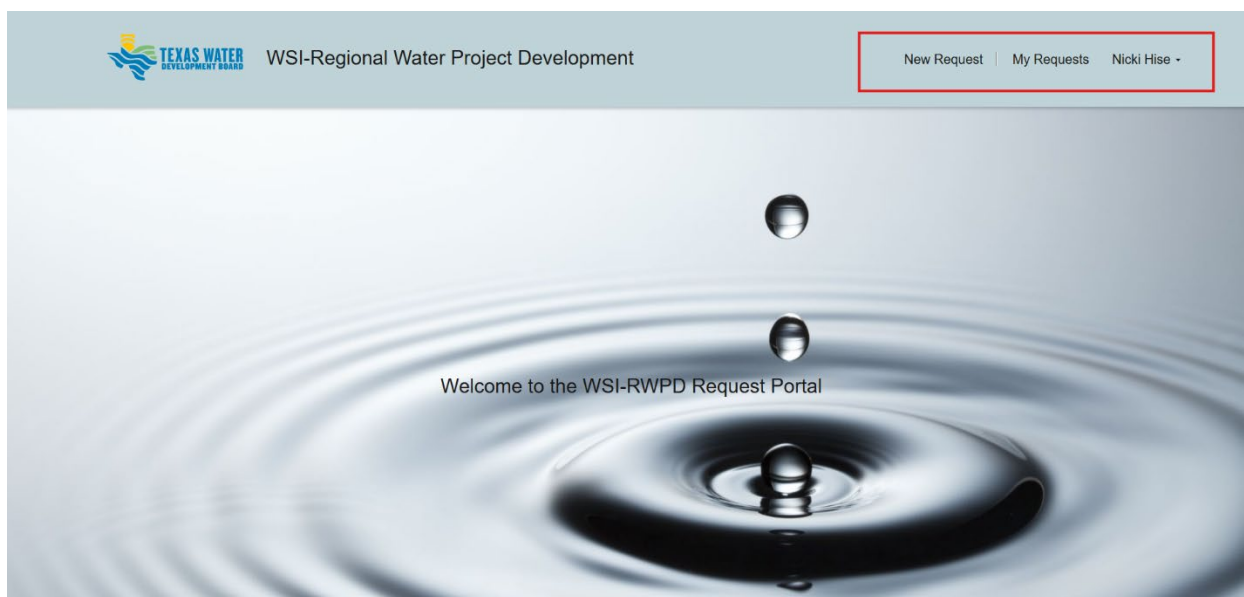 TEXAS WATER
DEVELOPMENT BOARD
WSI-Regional Water Project Development
New Request
My Requests
Nicki Hise
Welcome to the WSI-RWPD Request Portal